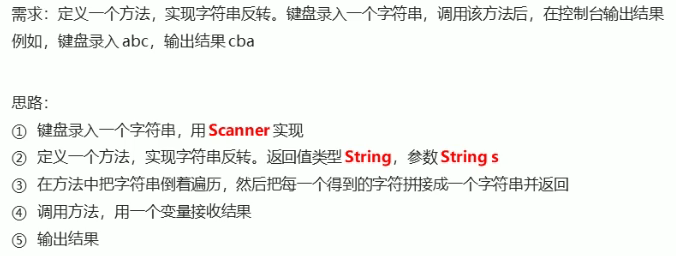 需求：定义一个方法，实现字符串反转。键盘录入一个字符串，调用该方法后，在控制台输出结果
例如，键盘录入 abc，输出结果 cba
思路：
① 键盘录入一个字符串，用 Scanner 实现
② 定义一个方法，实现字符串反转。返回值类型 String，参数 String s
③ 在方法中把字符串倒着遍历，然后把每一个得到的字符拼接成一个字符串并返回
④ 调用方法，用一个变量接收结果
⑤ 输出结果